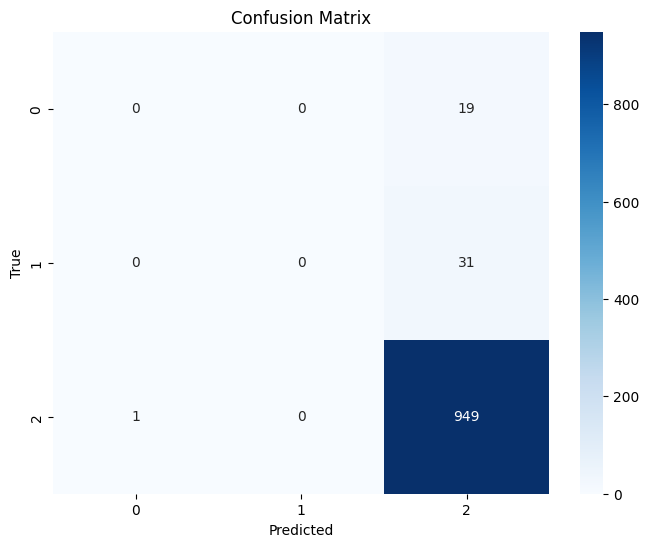 Confusion Matrix
0 0 0 19
1 0 0 31
2 1 0 949
0 1 2
True
Predicted
800
600
400
200
0